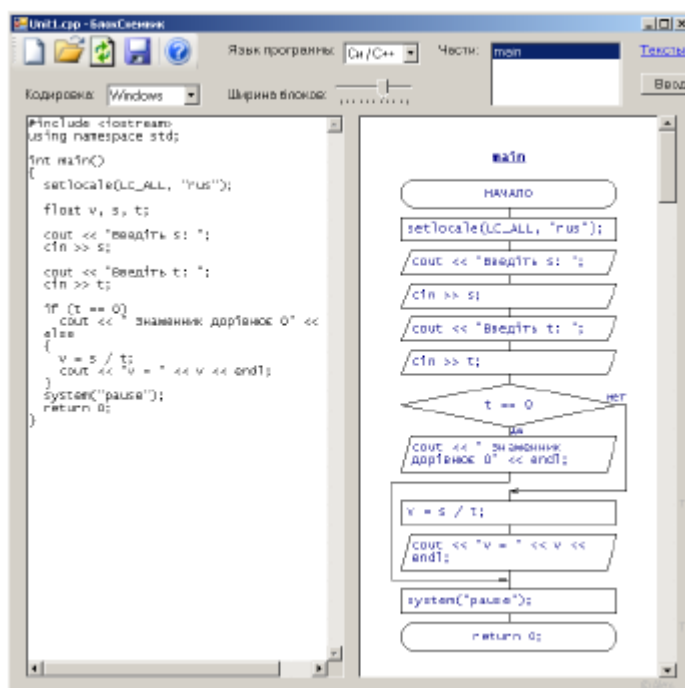 Unit1.cpp - БлокСхемник
Язык программы: Си/C++ Части: main Тексты
Кодировка: Windows Ширина блоков: Ввод
#include <iostream>
using namespace std;
int main()
{
setlocale(LC_ALL, "rus");
float v, s, t;
cout << "Введіть s: ";
cin >> s;
cout << "Введіть t: ";
cin >> t;
if (t == 0)
cout << " Знаменник дорівнює 0" <<
else
{
v = s / t;
cout << "v = " << v << endl;
}
system("pause");
return 0;
}
main
НАЧАЛО
setlocale(LC_ALL, "rus");
cout << "Введіть s: ";
cin >> s;
cout << "Введіть t: ";
cin >> t;
t == 0
нет
да
cout << " Знаменник
дорівнює 0" << endl;
v = s / t;
cout << "v = " << v <<
endl;
system("pause");
return 0;